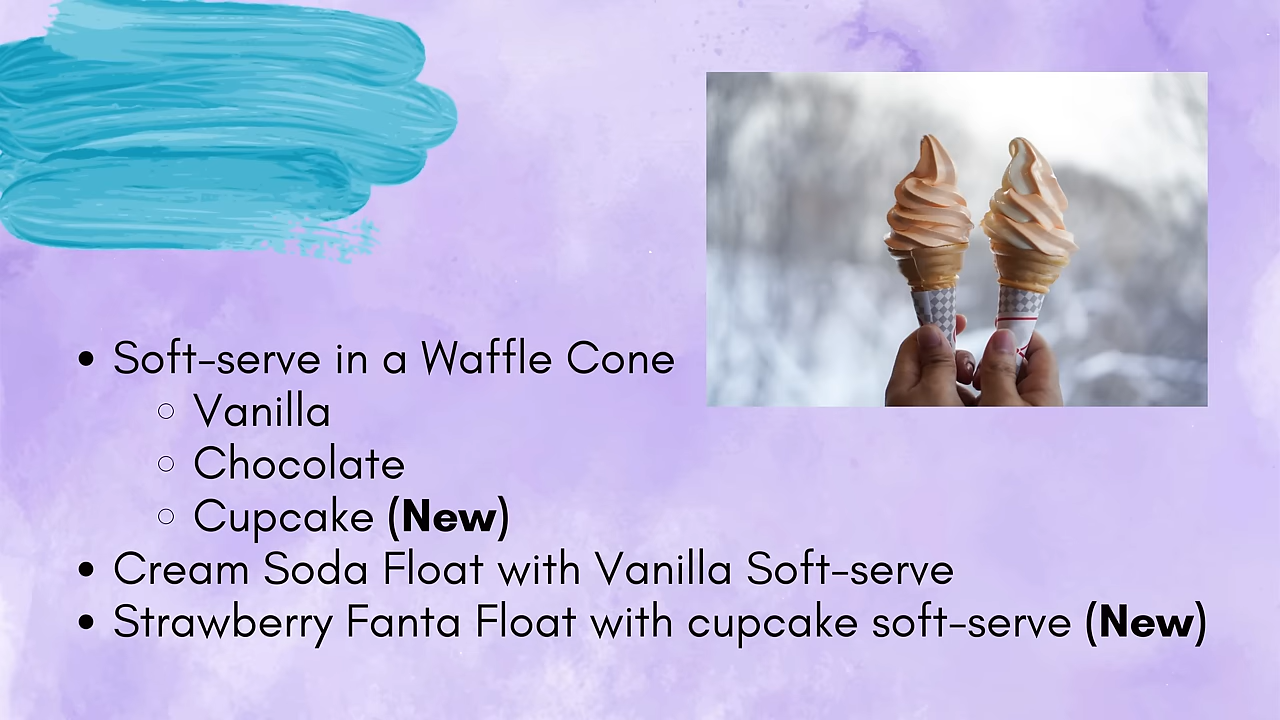 Soft-serve in a Waffle Cone
Vanilla
Chocolate
Cupcake (New)
Cream Soda Float with Vanilla Soft-serve
Strawberry Fanta Float with cupcake soft-serve (New)